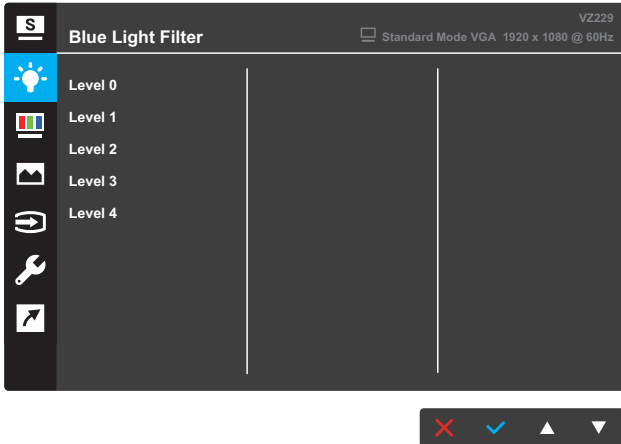 S
VZ229
Blue Light Filter
Standard Mode VGA 1920 x 1080 @ 60Hz
Level 0
Level 1
Level 2
Level 3
Level 4